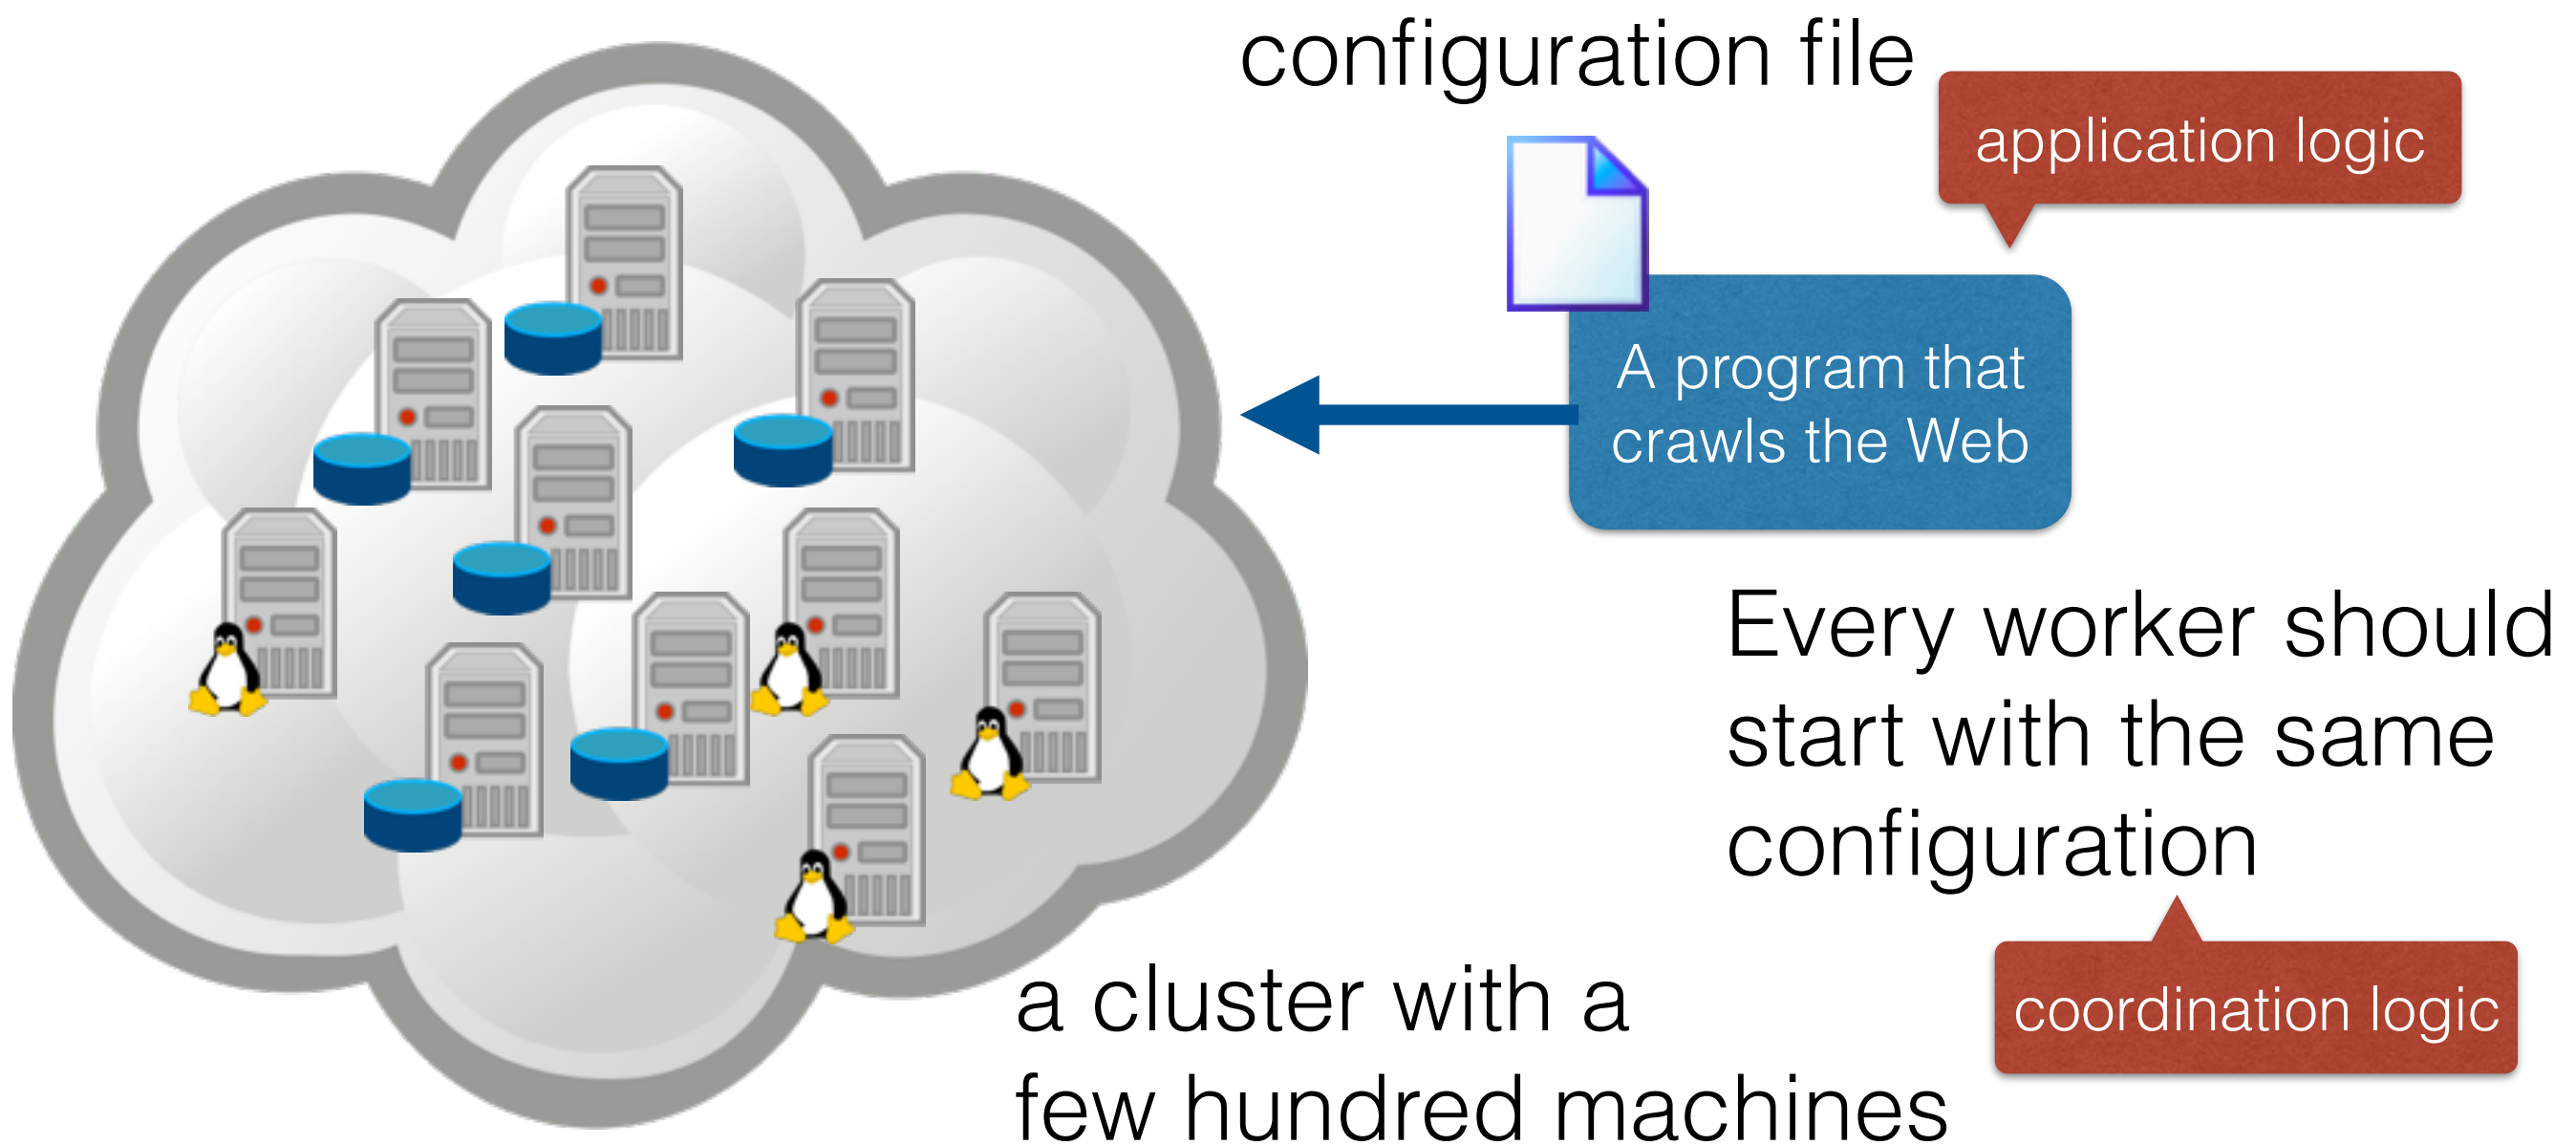 configuration file
application logic
A program that
crawls the Web
Every worker should
start with the same
configuration
coordination logic
a cluster with a
few hundred machines